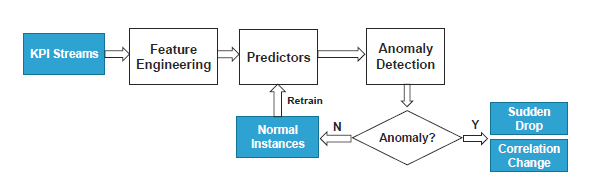 KPI Streams
Feature
Engineering
Predictors
Anomaly
Detection
Retrain
Normal
Instances
N
Anomaly?
Y
Sudden
Drop
Correlation
Change